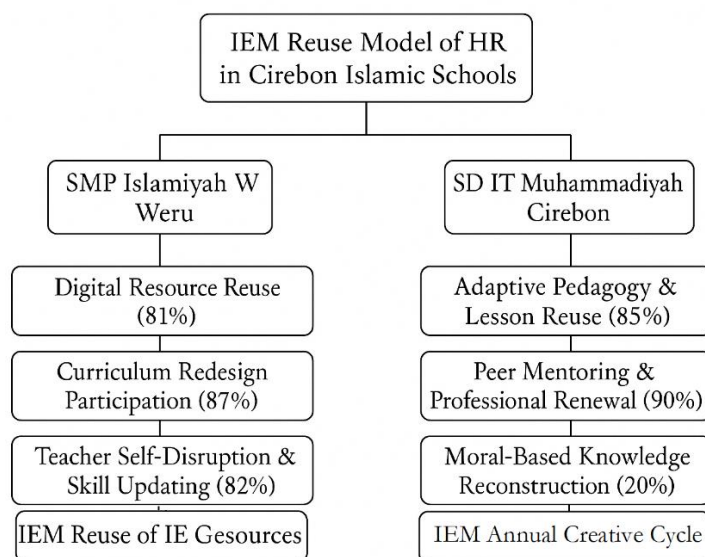 IEM Reuse Model of HR
in Cirebon Islamic Schools
SMP Islamiyah W
Weru
Digital Resource Reuse
(81%)
Curriculum Redesign
Participation (87%)
Teacher Self-Disruption &
Skill Updating (82%)
IEM Reuse of IE Gesources
SD IT Muhammadiyah
Cirebon
Adaptive Pedagogy &
Lesson Reuse (85%)
Peer Mentoring &
Professional Renewal (90%)
Moral-Based Knowledge
Reconstruction (20%)
IEM Annual Creative Cycle